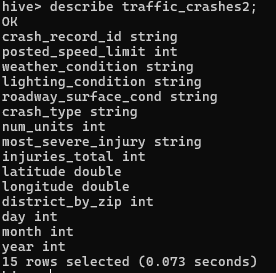 hive> describe traffic_crashes2;
OK
crash_record_id string
posted_speed_limit int
weather_condition string
lighting_condition string
roadway_surface_cond string
crash_type string
num_units int
most_severe_injury string
injuries_total int
latitude double
longitude double
district_by_zip int
day int
month int
year int
15 rows selected (0.073 seconds)